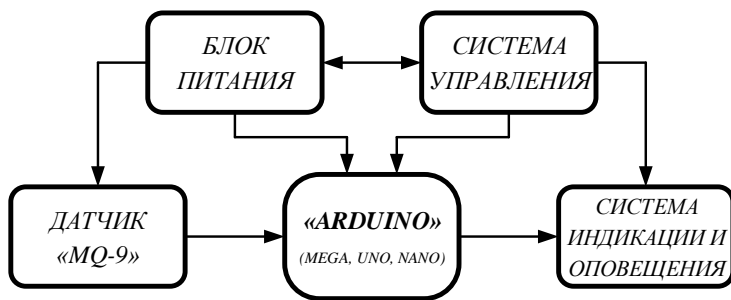 БЛОК
ПИТАНИЯ
СИСТЕМА
УПРАВЛЕНИЯ
ДАТЧИК
«MQ-9»
«ARDUINO»
(MEGA, UNO, NANO)
СИСТЕМА
ИНДИКАЦИИ И
ОПОВЕЩЕНИЯ